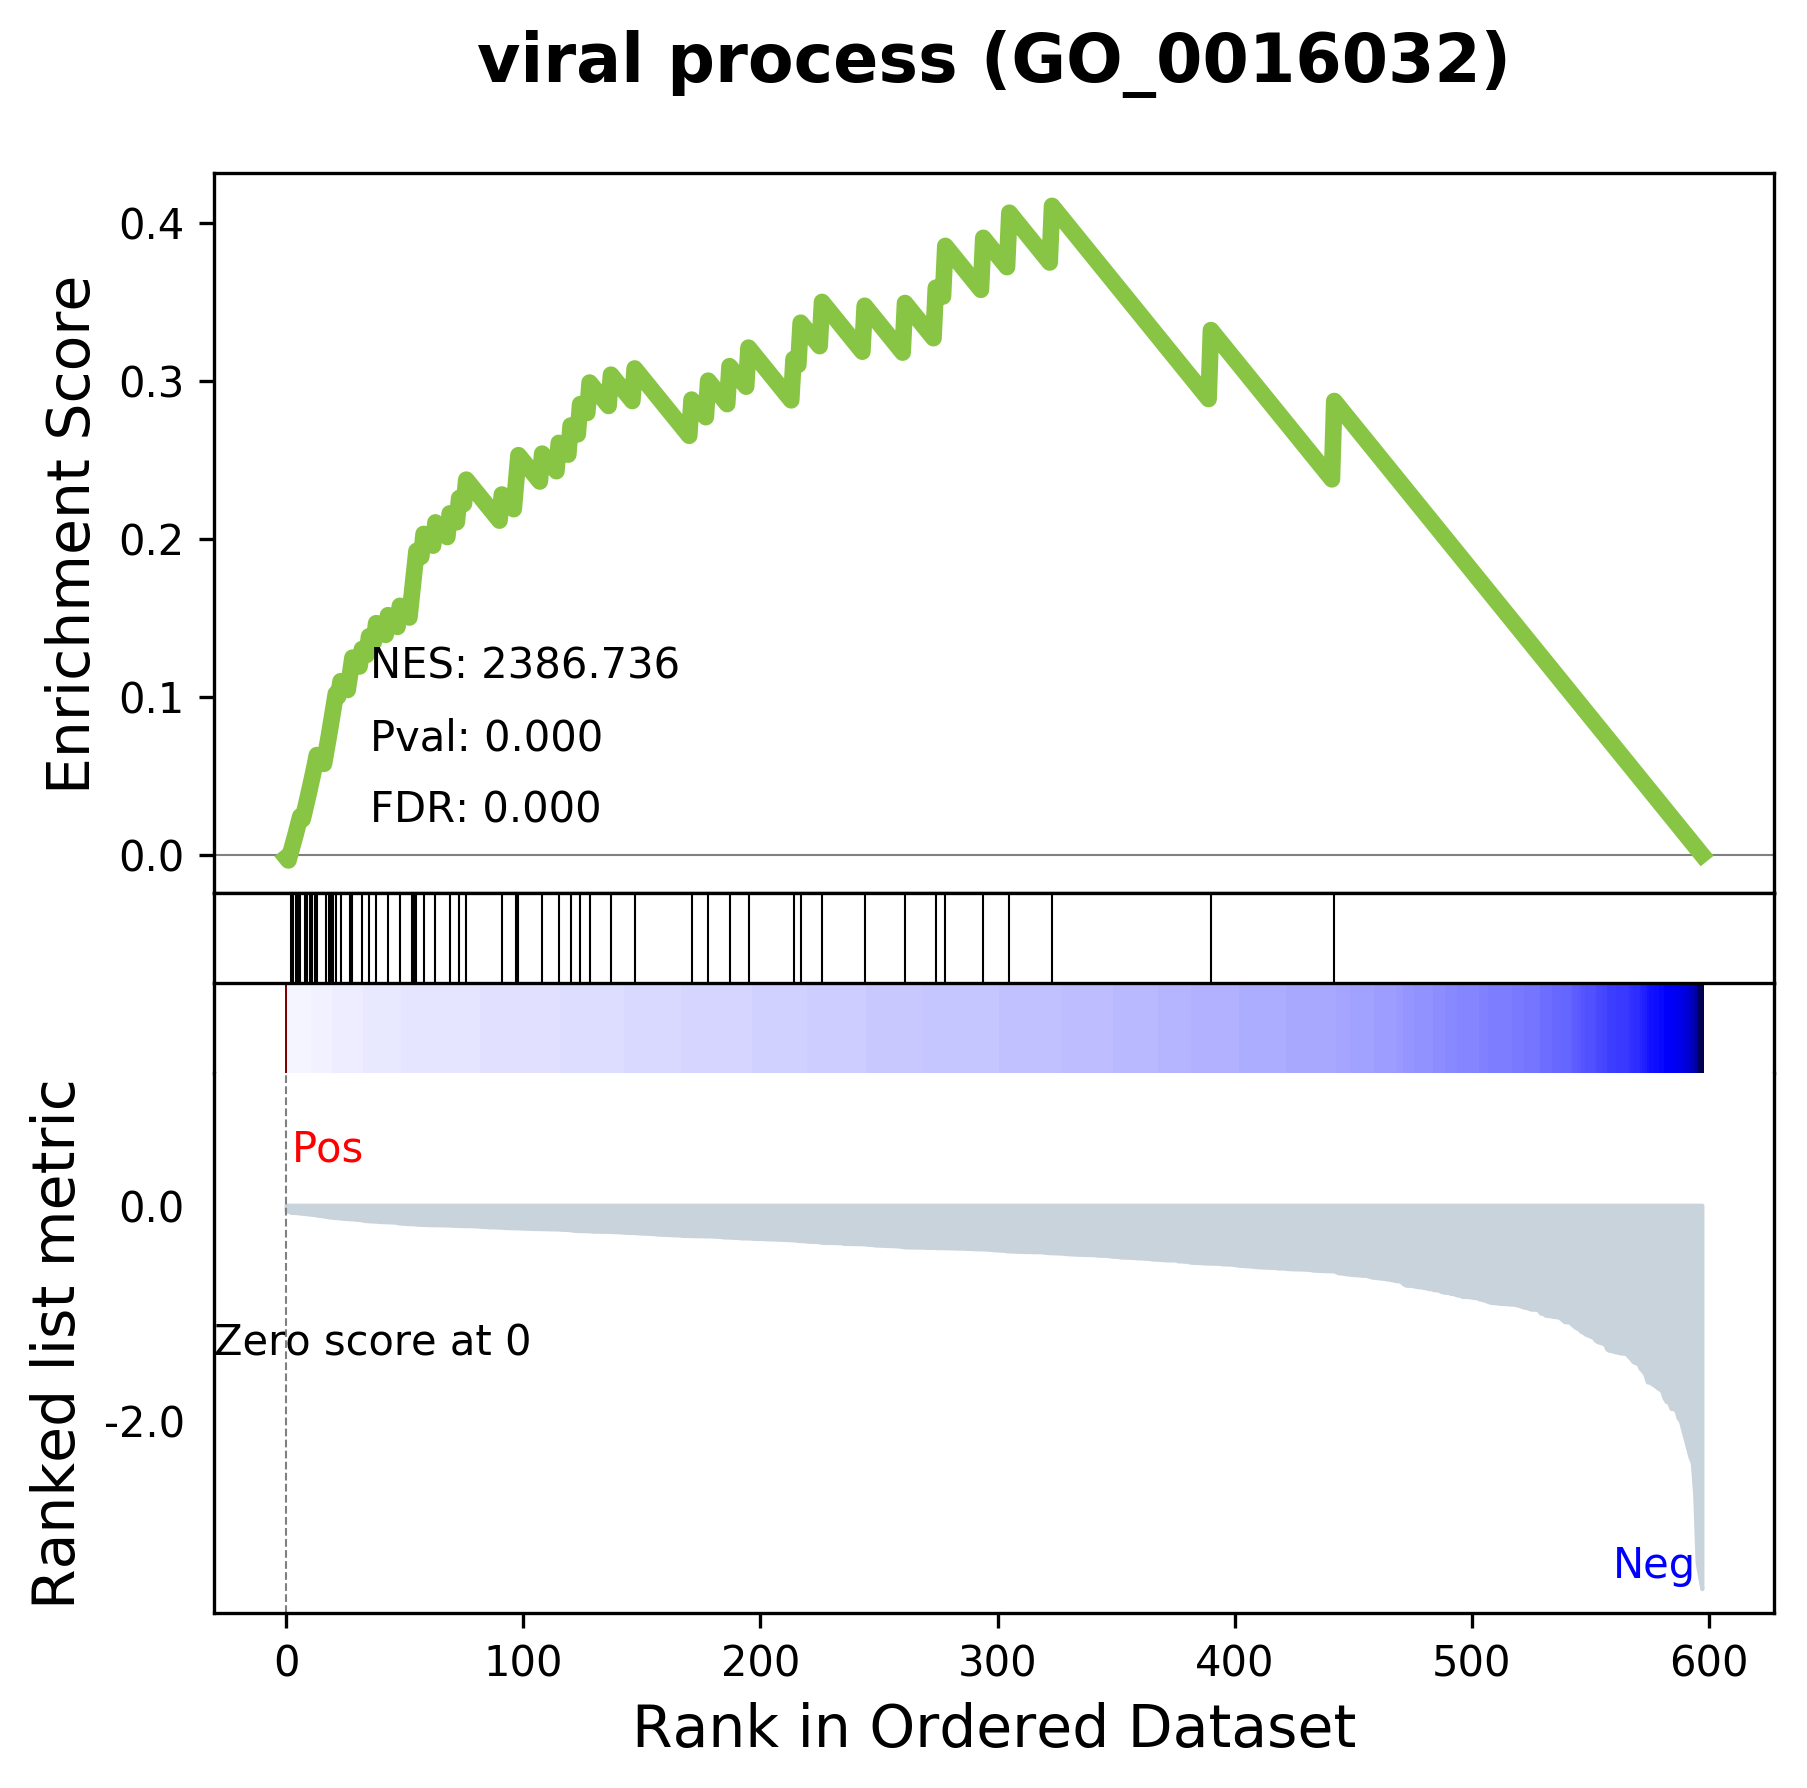 viral process (GO_0016032)
Enrichment Score
0.4
0.3
0.2
0.1
0.0
NES: 2386.736
Pval: 0.000
FDR: 0.000
Ranked list metric
Pos
0.0
Zero score at 0
-2.0
Neg
0 100 200 300 400 500 600
Rank in Ordered Dataset